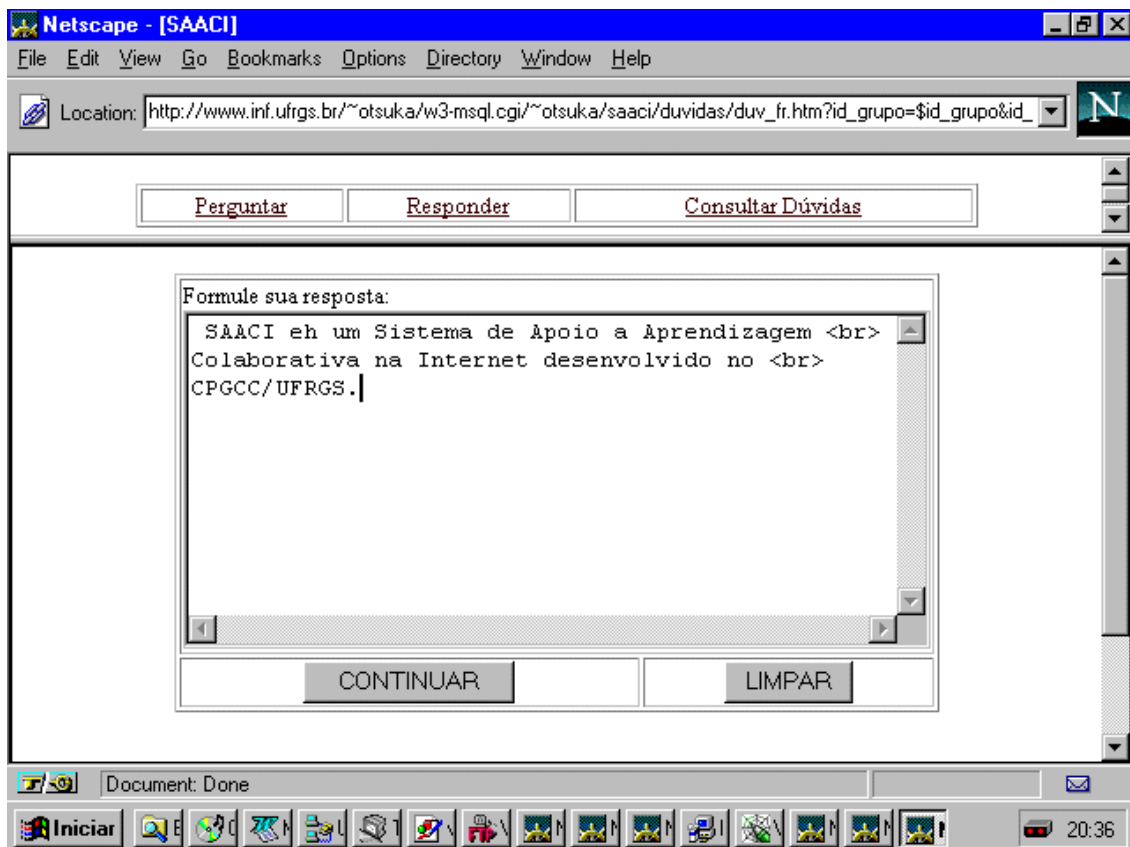 Netscape - [SAACI]
File Edit View Go Bookmarks Options Directory Window Help
Location: http://www.inf.ufrgs.br/~otsuka/w3-msql.cgi/~otsuka/saaci/duvidas/duv_fr.htm?id_grupo=$id_grupo&id_
N
Perguntar Responder Consultar Dúvidas
Formule sua resposta:
SAACI eh um Sistema de Apoio a Aprendizagem <br>
Colaborativa na Internet desenvolvido no <br>
CPGCC/UFRGS.
CONTINUAR LIMPAR
Document: Done
Iniciar 20:36